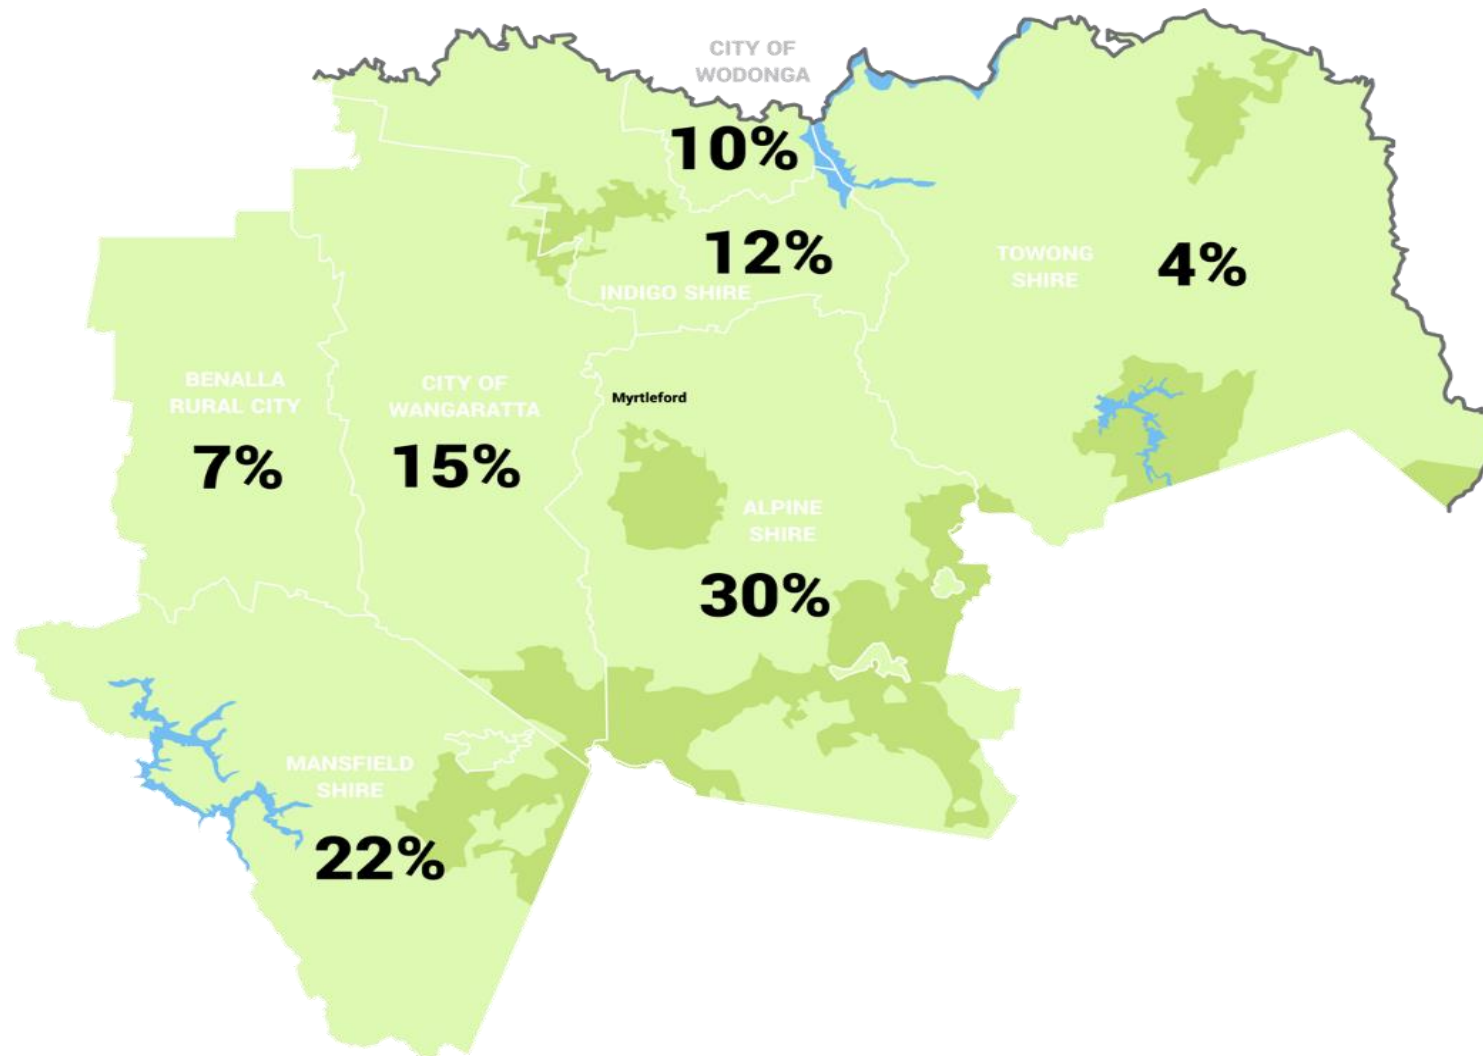 CITY OF
WODONGA
10%
12%
INDIGO SHIRE
TOWONG
SHIRE
4%
BENALLA
RURAL CITY
7%
CITY OF
WANGARATTA
15%
Myrtleford
ALPINE
SHIRE
30%
MANSFIELD
SHIRE
22%